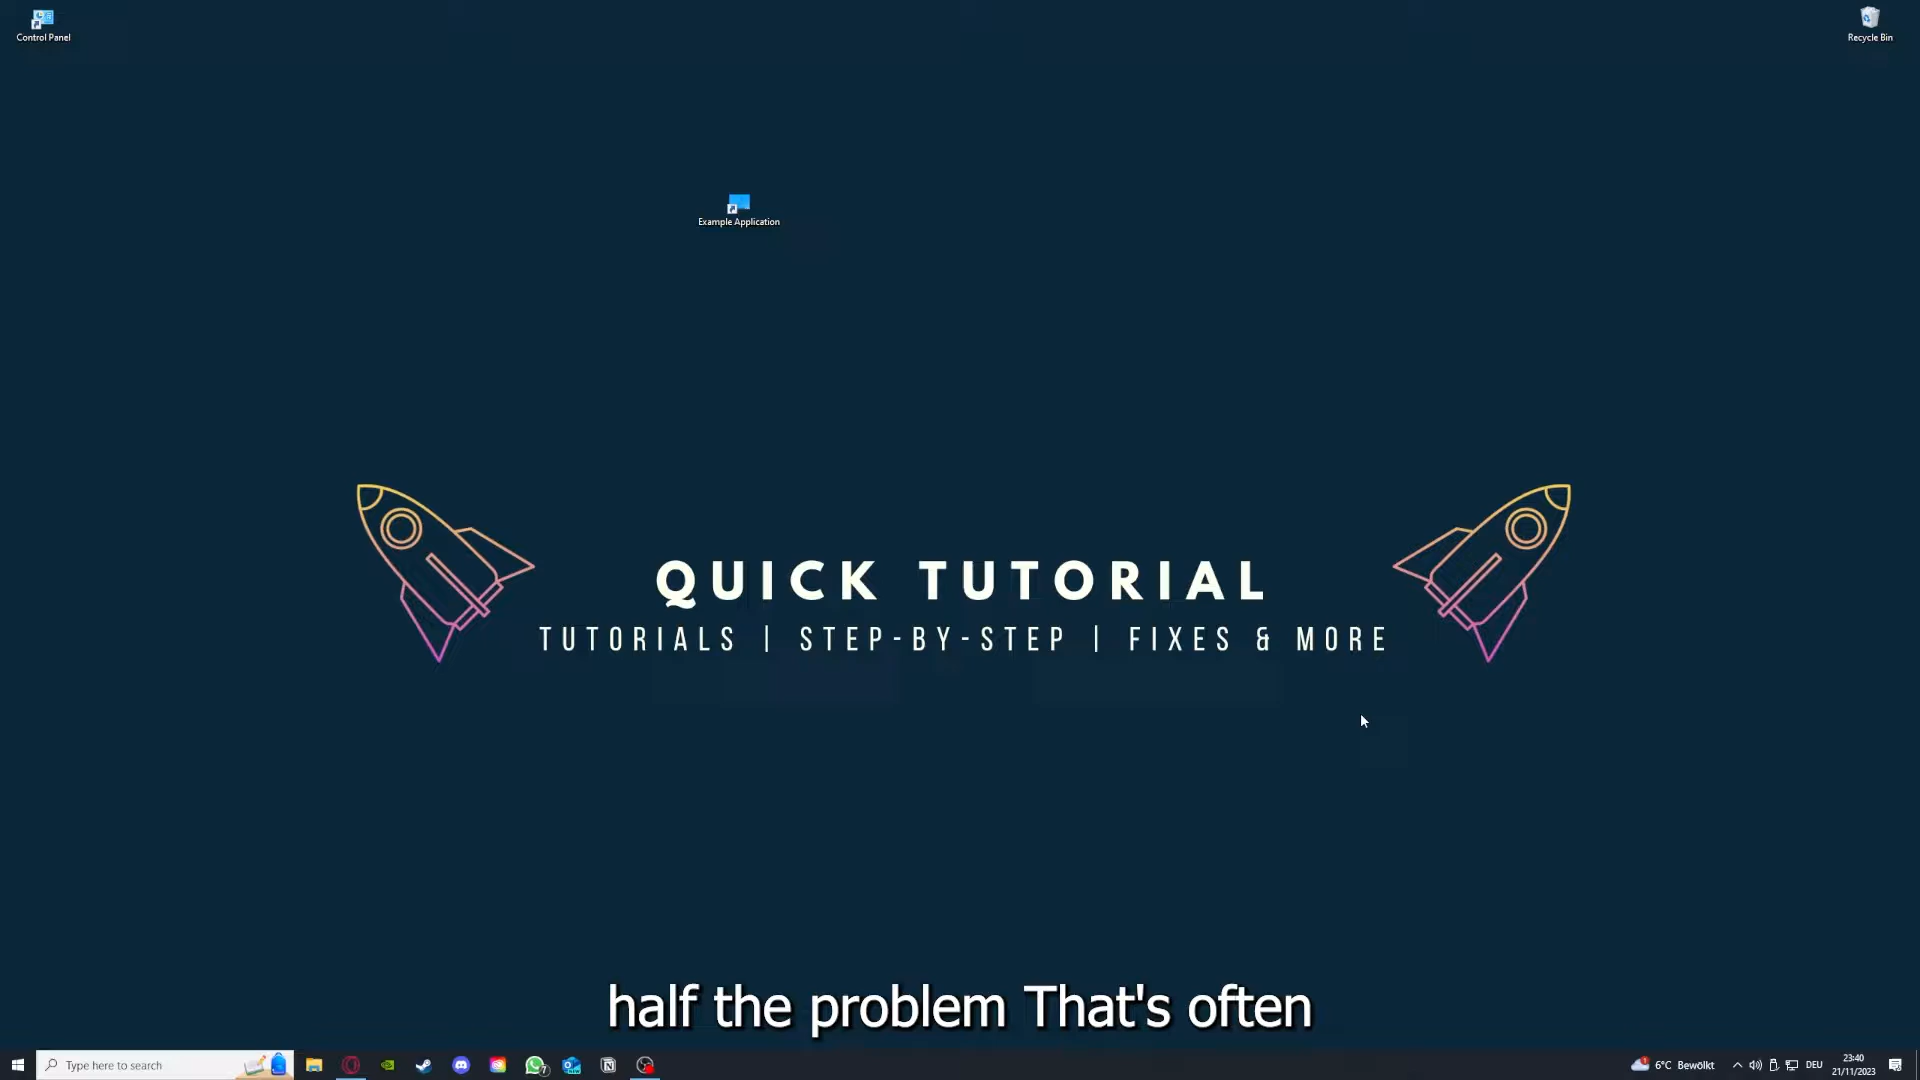 Control Panel
Recycle Bin
Example Application
QUICK TUTORIAL
TUTORIALS | STEP-BY-STEP | FIXES & MORE
half the problem That's often
Type here to search
7
6°C Bewölkt
DEU
23:40
21/11/2023